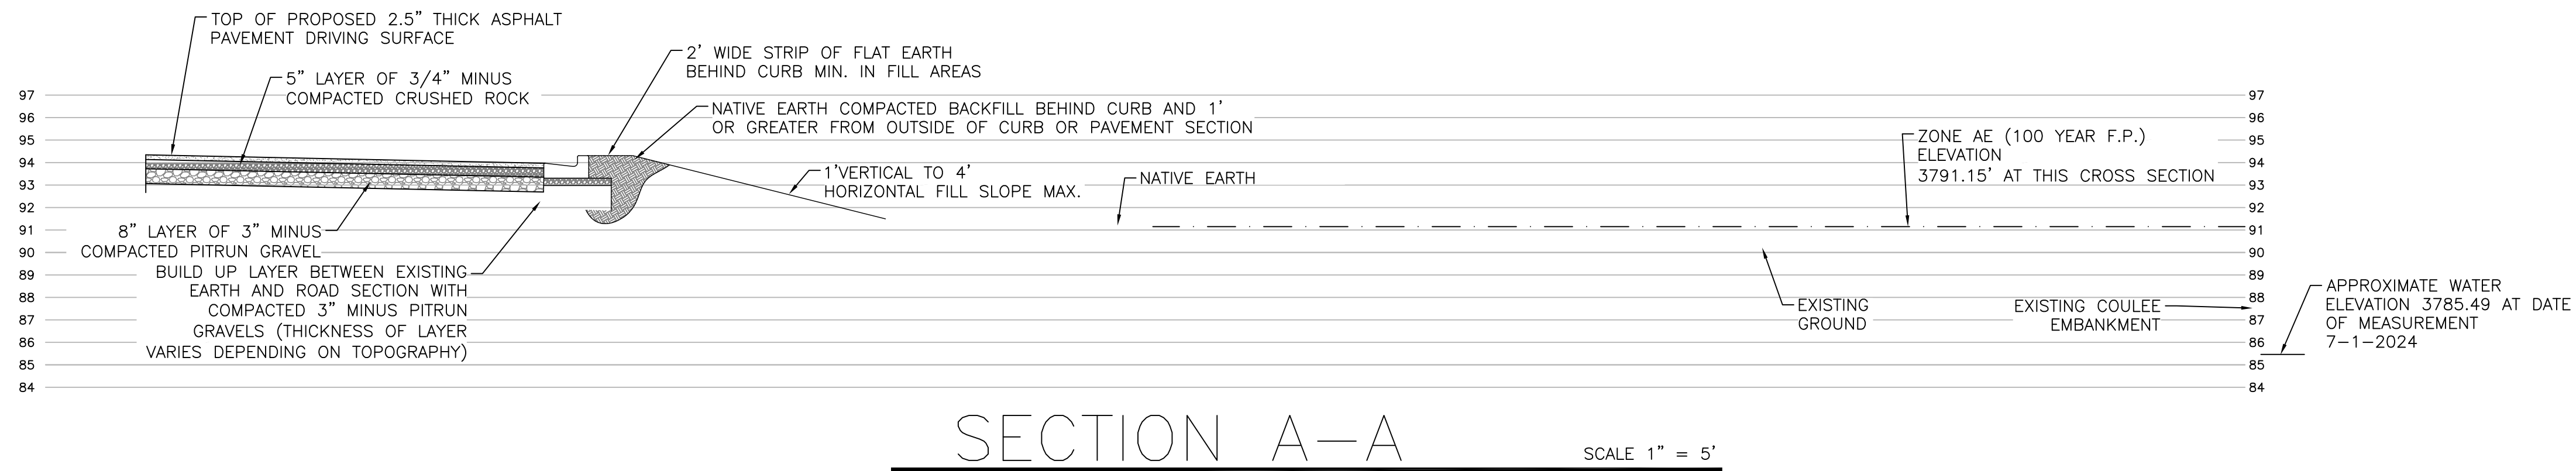 TOP OF PROPOSED 2.5” THICK ASPHALT
PAVEMENT DRIVING SURFACE
5” LAYER OF 3/4” MINUS
COMPACTED CRUSHED ROCK
2’ WIDE STRIP OF FLAT EARTH
BEHIND CURB MIN. IN FILL AREAS
NATIVE EARTH COMPACTED BACKFILL BEHIND CURB AND 1’
OR GREATER FROM OUTSIDE OF CURB OR PAVEMENT SECTION
1’VERTICAL TO 4’
HORIZONTAL FILL SLOPE MAX.
NATIVE EARTH
ZONE AE (100 YEAR F.P.)
ELEVATION
3791.15’ AT THIS CROSS SECTION
8” LAYER OF 3” MINUS
COMPACTED PITRUN GRAVEL
BUILD UP LAYER BETWEEN EXISTING
EARTH AND ROAD SECTION WITH
COMPACTED 3” MINUS PITRUN
GRAVELS (THICKNESS OF LAYER
VARIES DEPENDING ON TOPOGRAPHY)
EXISTING
GROUND
EXISTING COULEE
EMBANKMENT
APPROXIMATE WATER
ELEVATION 3785.49 AT DATE
OF MEASUREMENT
7-1-2024
97
96
95
94
93
92
91
90
89
88
87
86
85
84
97
96
95
94
93
92
91
90
89
88
87
86
85
84
SECTION A-A
SCALE 1” = 5’